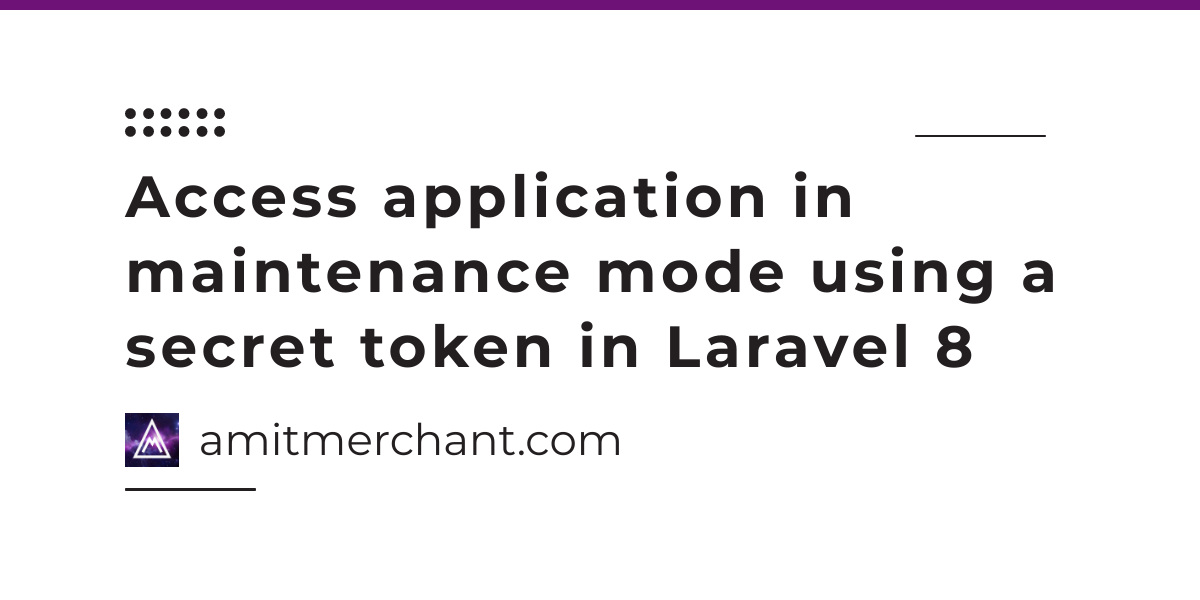 Access application in
maintenance mode using a
secret token in Laravel 8
amitmerchant.com